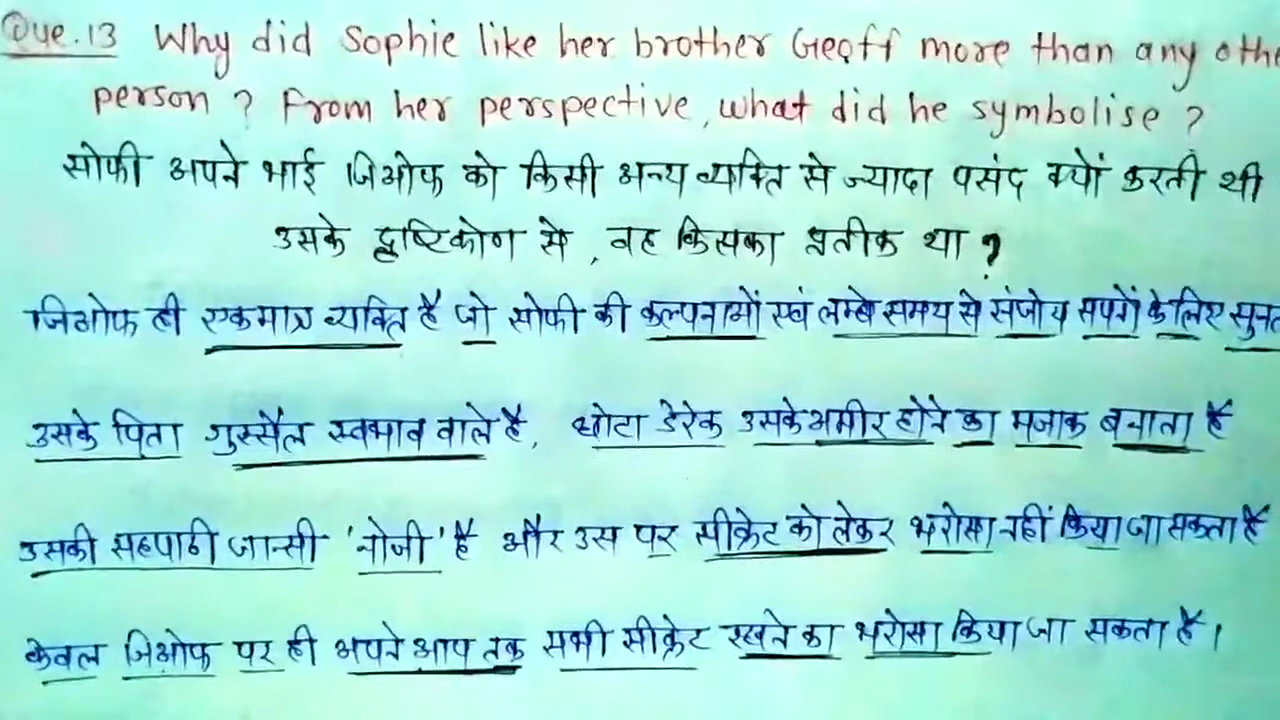 Que.13 Why did Sophie like her brother Geoff more than any othe
person ? From her perspective, what did he symbolise ?
सोफी अपने भाई जिओफ को किसी अन्य व्यक्ति से ज्यादा पसंद क्यों करती थी
उसके दृष्टिकोण से , वह किसका प्रतीक था ?
जिओफ ही एकमात्र व्यक्ति है जो सोफी की कल्पनाओं एवं लम्बे समय से संजोय सपनों के लिए सुनत
उसके पिता गुस्सैल स्वभाव वाले है, छोटा डेरेक उसके अमीर होने का मजाक बनाता है
उसकी सहपाठी जान्सी 'नोजी' है और उस पर सीक्रेट को लेकर भरोसा नहीं किया जा सकता है
केवल जिओफ पर ही अपने आप तक सभी सीक्रेट रखने का भरोसा किया जा सकता है।